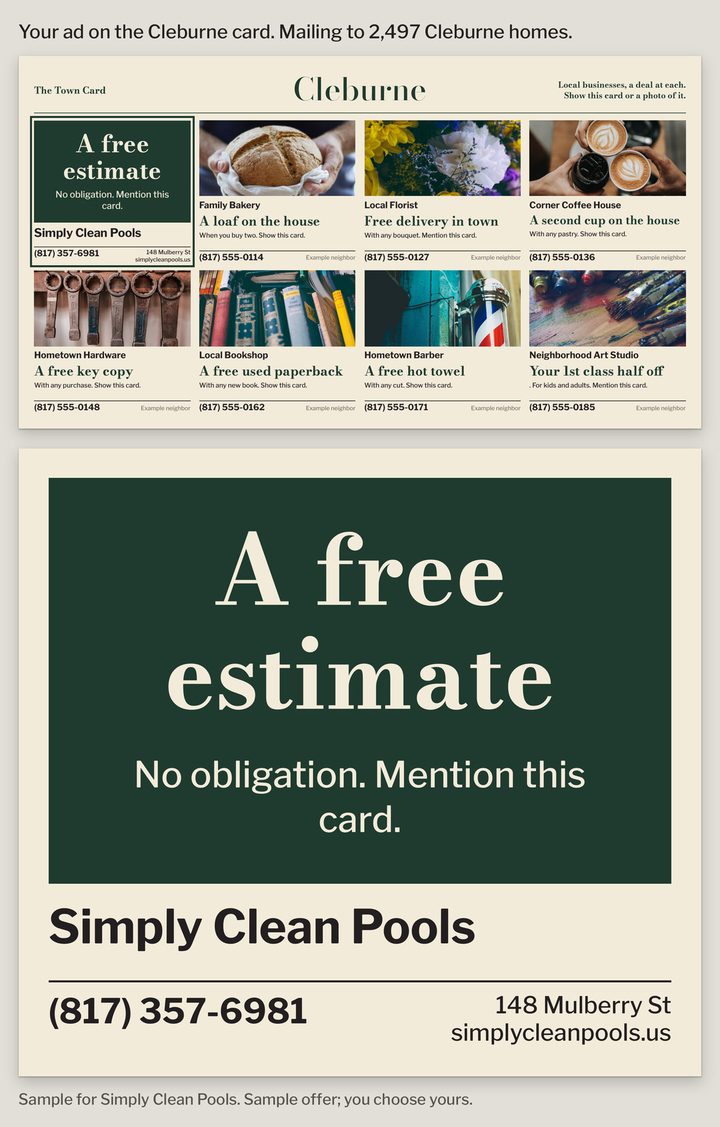 Your ad on the Cleburne card. Mailing to 2,497 Cleburne homes.
The Town Card
Cleburne
Local businesses, a deal at each.
Show this card or a photo of it.
A free
estimate
No obligation. Mention this
card.
Simply Clean Pools
(817) 357-6981
148 Mulberry St
simplycleanpools.us
Family Bakery
A loaf on the house
When you buy two. Show this card.
(817) 555-0114
Example neighbor
Local Florist
Free delivery in town
With any bouquet. Mention this card.
(817) 555-0127
Example neighbor
Corner Coffee House
A second cup on the house
With any pastry. Show this card.
(817) 555-0136
Example neighbor
Hometown Hardware
A free key copy
With any purchase. Show this card.
(817) 555-0148
Example neighbor
Local Bookshop
A free used paperback
With any new book. Show this card.
(817) 555-0162
Example neighbor
Hometown Barber
A free hot towel
With any cut. Show this card.
(817) 555-0171
Example neighbor
Neighborhood Art Studio
Your 1st class half off
. For kids and adults. Mention this card.
(817) 555-0185
Example neighbor
A free
estimate
No obligation. Mention this
card.
Simply Clean Pools
(817) 357-6981
148 Mulberry St
simplycleanpools.us
Sample for Simply Clean Pools. Sample offer; you choose yours.